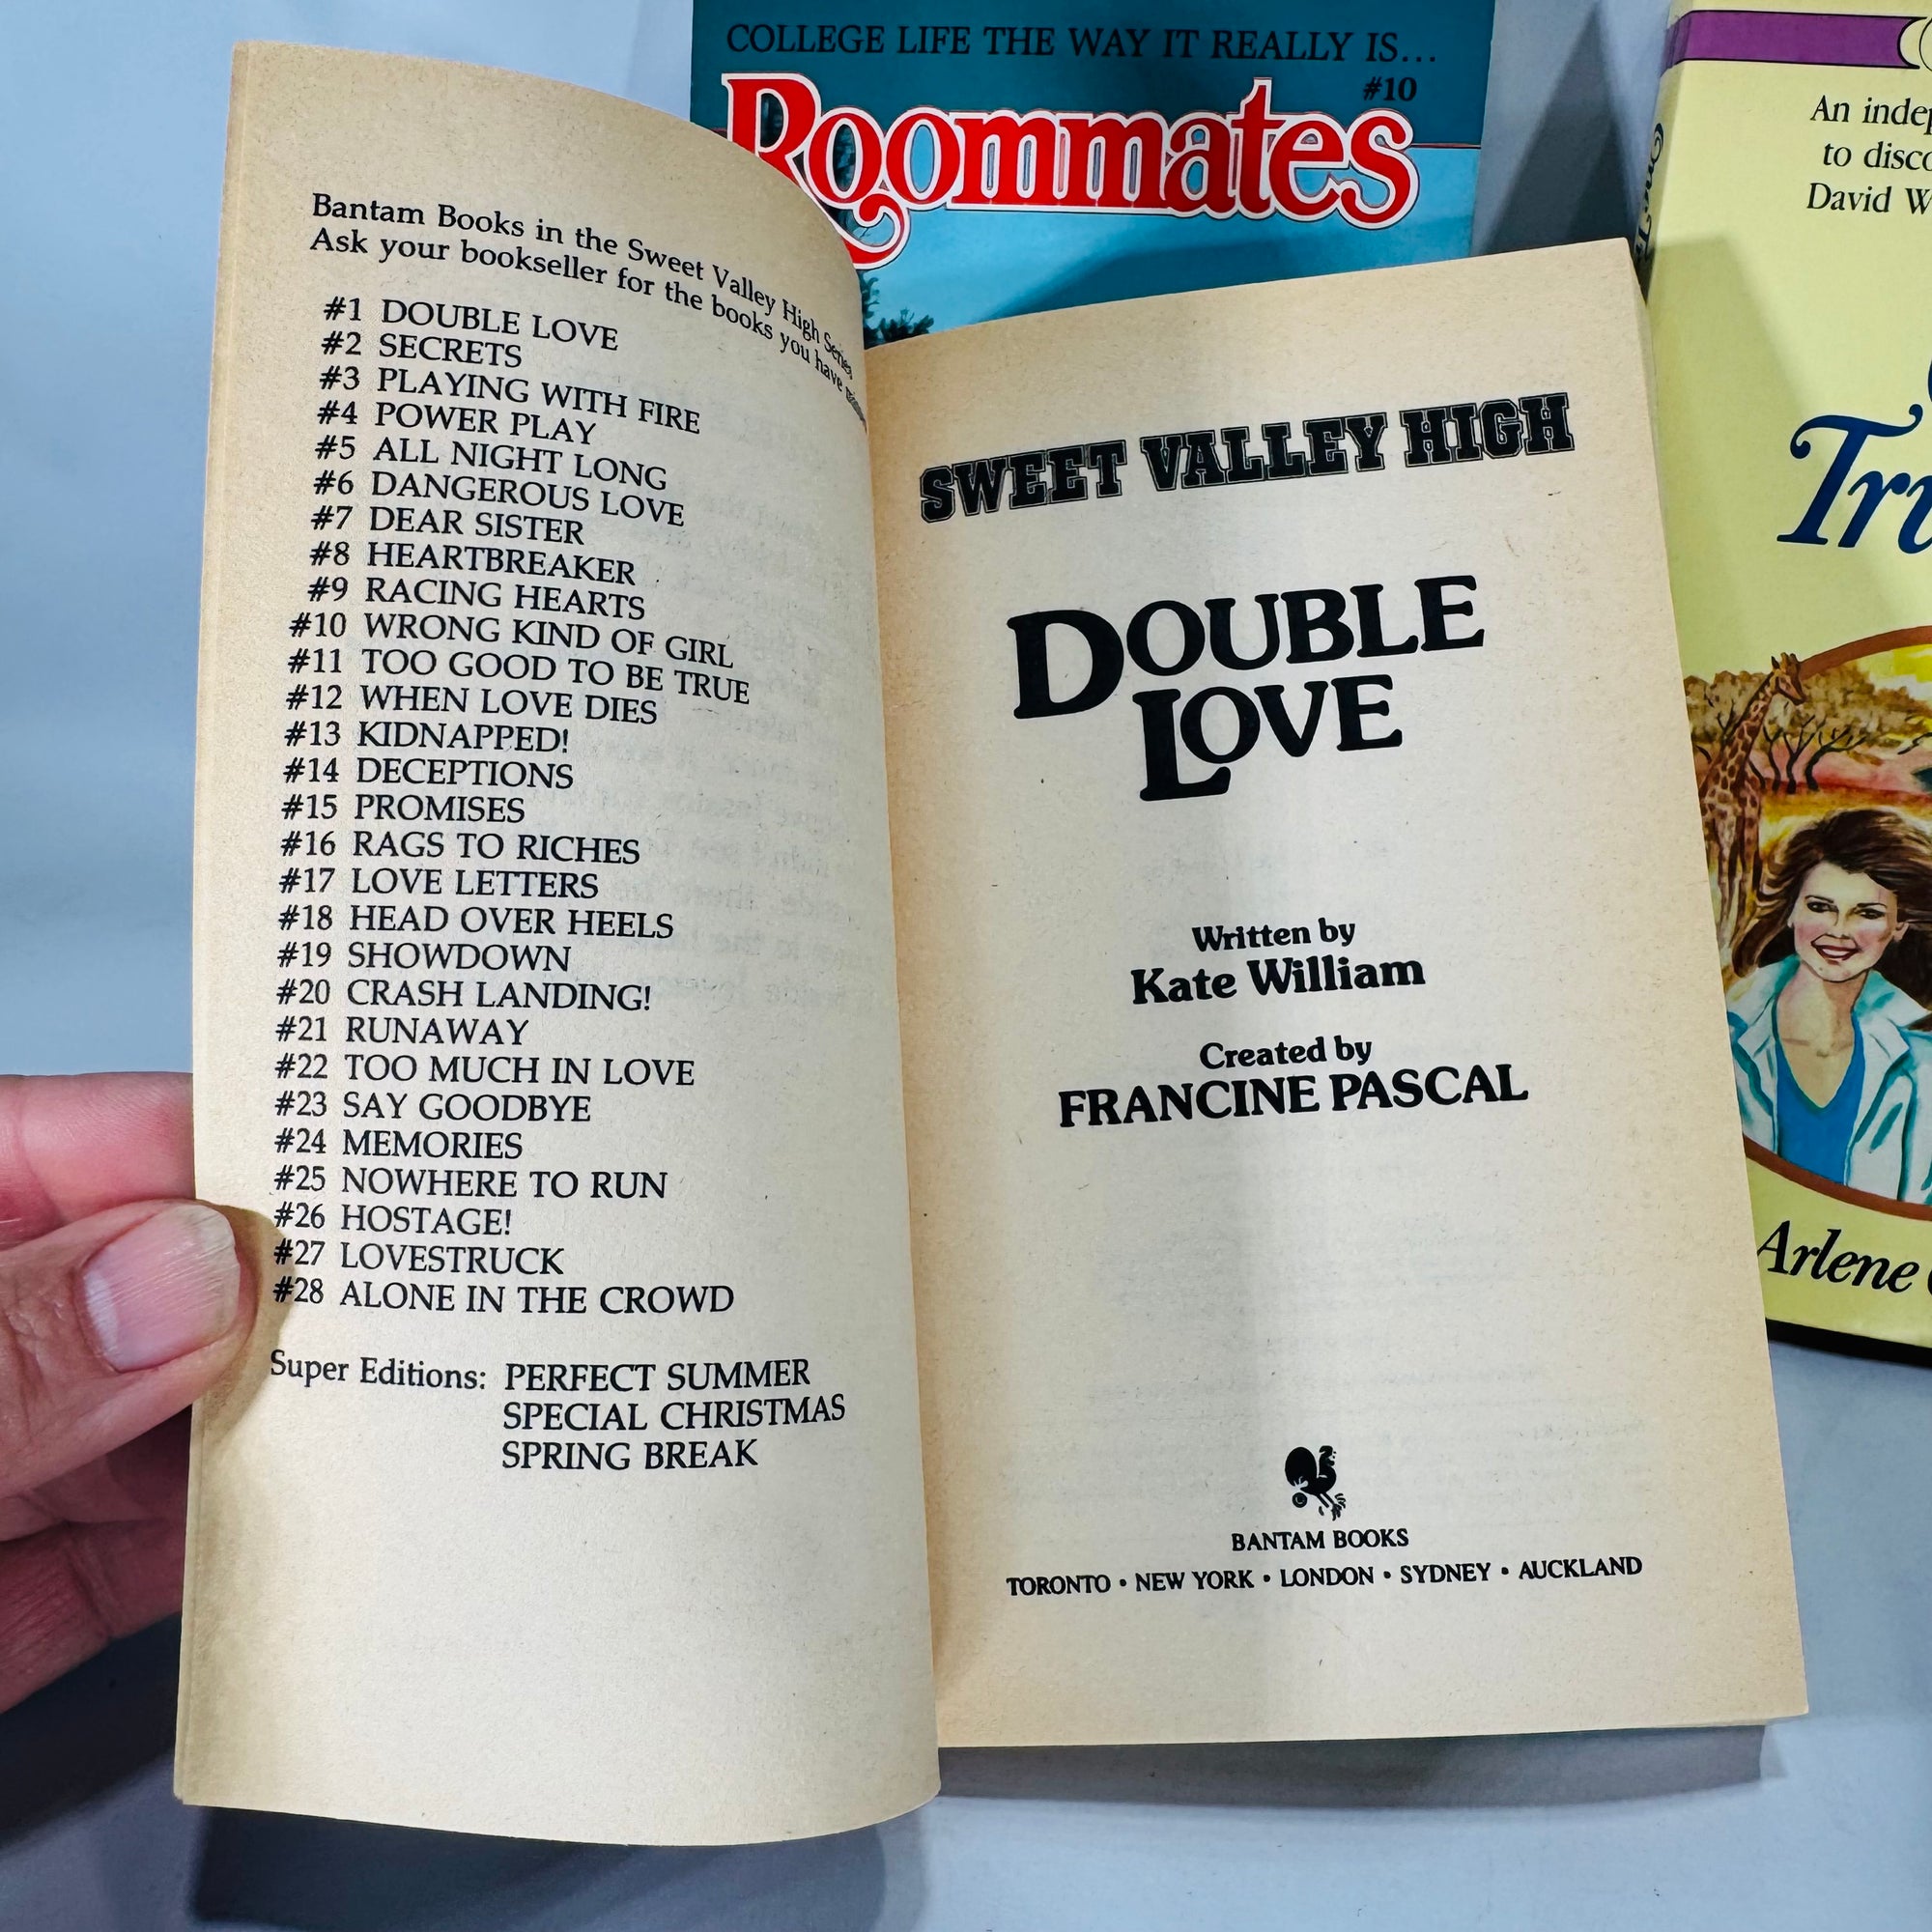 COLLEGE LIFE THE WAY IT REALLY IS...
#10
Roommates
An
to
David
Arlene
Bantam Books in the Sweet Valley High Series
Ask your bookseller for the books you have
#1 DOUBLE LOVE
#2 SECRETS
#3 PLAYING WITH FIRE
#4 POWER PLAY
#5 ALL NIGHT LONG
#6 DANGEROUS LOVE
#7 DEAR SISTER
#8 HEARTBREAKER
#9 RACING HEARTS
#10 WRONG KIND OF GIRL
#11 TOO GOOD TO BE TRUE
#12 WHEN LOVE DIES
#13 KIDNAPPED!
#14 DECEPTIONS
#15 PROMISES
#16 RAGS TO RICHES
#17 LOVE LETTERS
#18 HEAD OVER HEELS
#19 SHOWDOWN
#20 CRASH LANDING!
#21 RUNAWAY
#22 TOO MUCH IN LOVE
#23 SAY GOODBYE
#24 MEMORIES
#25 NOWHERE TO RUN
#26 HOSTAGE!
#27 LOVESTRUCK
#28 ALONE IN THE CROWD
Super Editions: PERFECT SUMMER
SPECIAL CHRISTMAS
SPRING BREAK
SWEET VALLEY HIGH
DOUBLE
LOVE
Written by
Kate William
Created by
FRANCINE PASCAL
BANTAM BOOKS
TORONTO • NEW YORK • LONDON • SYDNEY • AUCKLAND